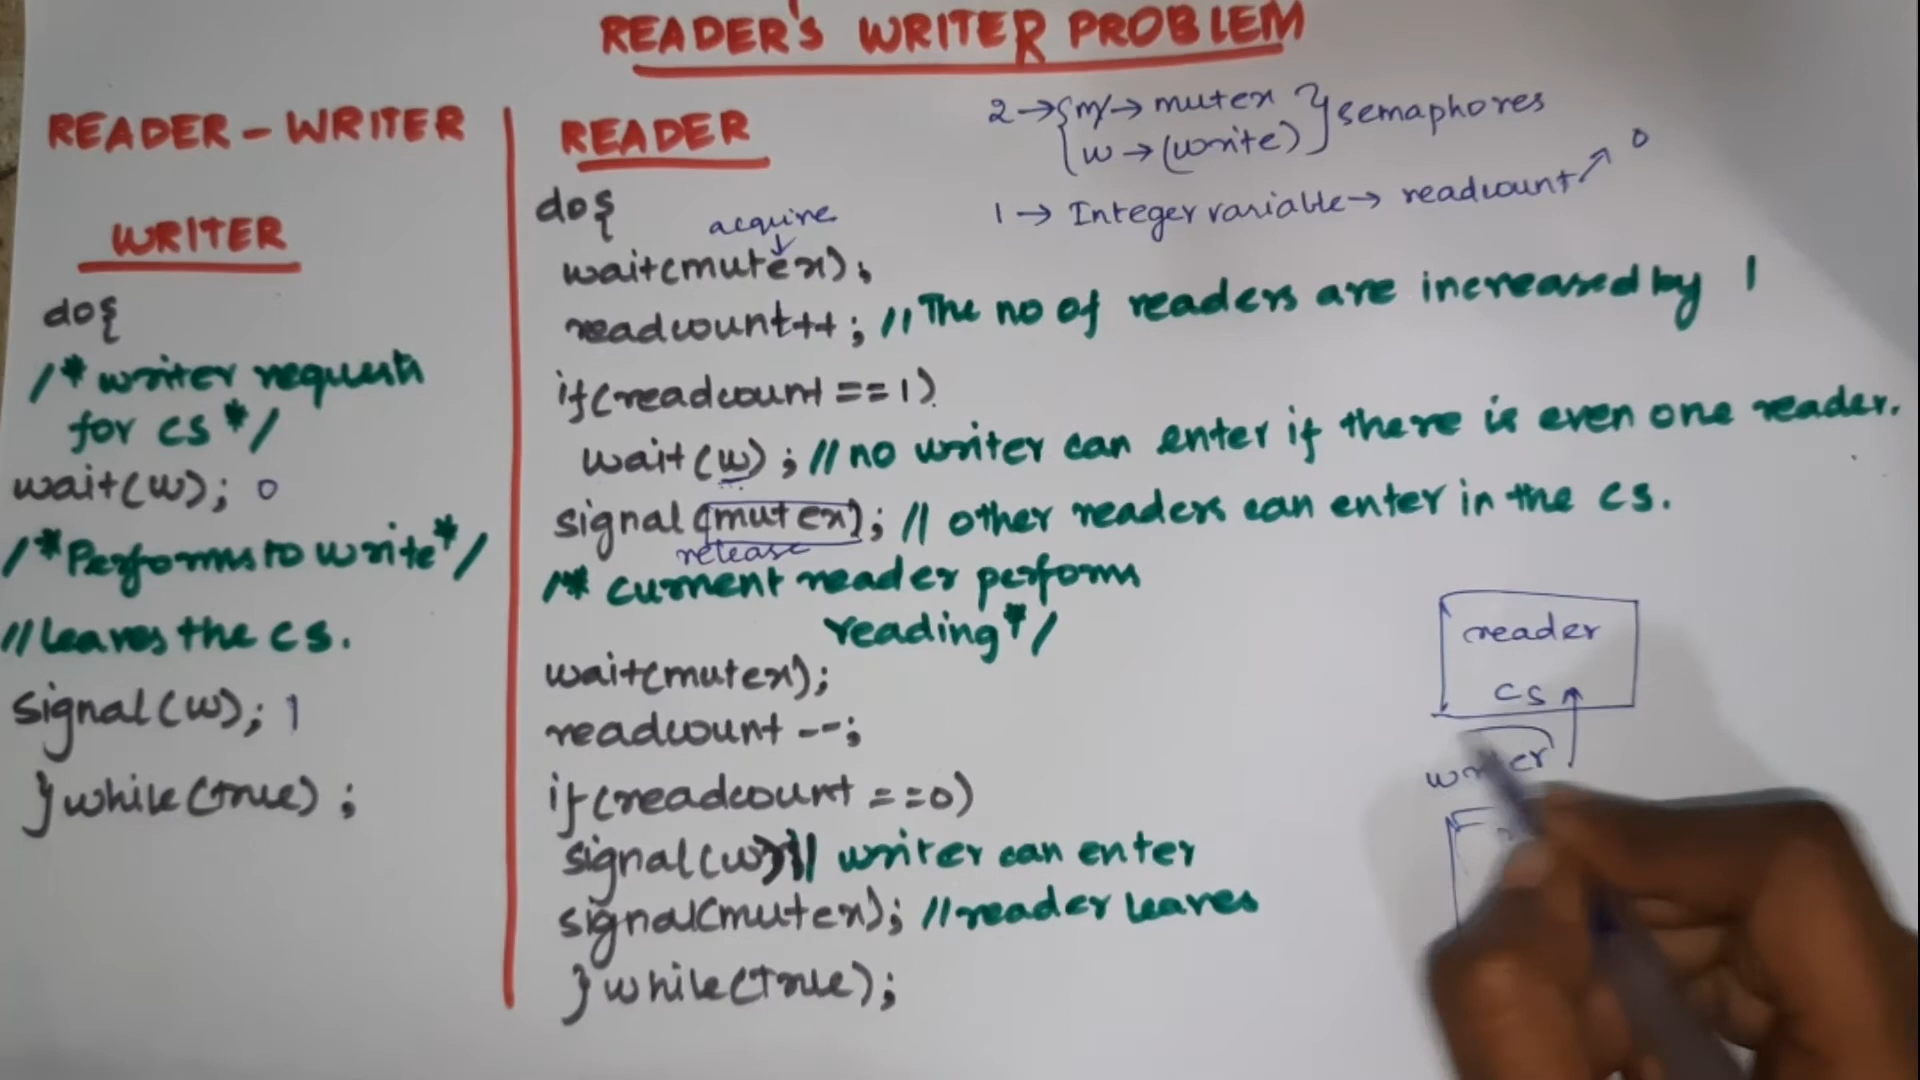 READER'S WRITER PROBLEM
READER - WRITER
WRITER
do{
/* writer requests
for CS */
wait(w); 0
/*Performs to write*/
//leaves the CS.
signal(w); 1
} while(true) ;
READER
do{
acquire
wait(mutex);
readcount++ ; //The no of readers are increased by 1
if(readcount == 1)
wait (w) ; // no writer can enter if there is even one reader.
signal (mutex); // other readers can enter in the CS.
release
/* current reader perform
reading*/
wait(mutex);
readcount --;
if(readcount ==0)
signal(w) // writer can enter
signal(mutex); //reader leaves
} while(true);
2 → { m → mutex } semaphores
w → (write)
1 → Integer variable → readcount 0
reader
CS